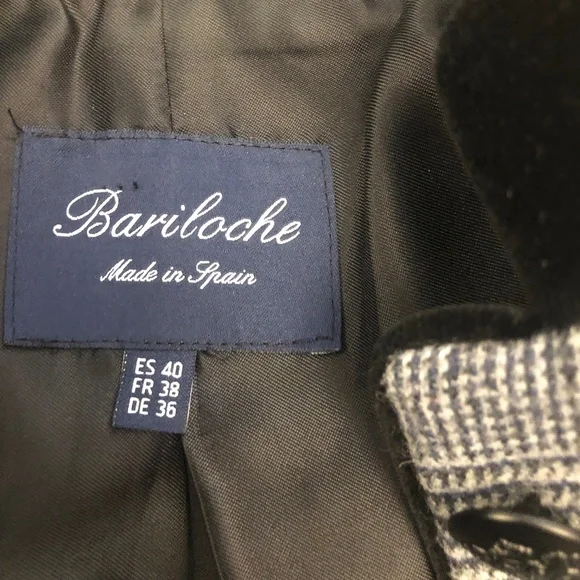 Bariloche
Made in Spain
ES 40
FR 38
DE 36